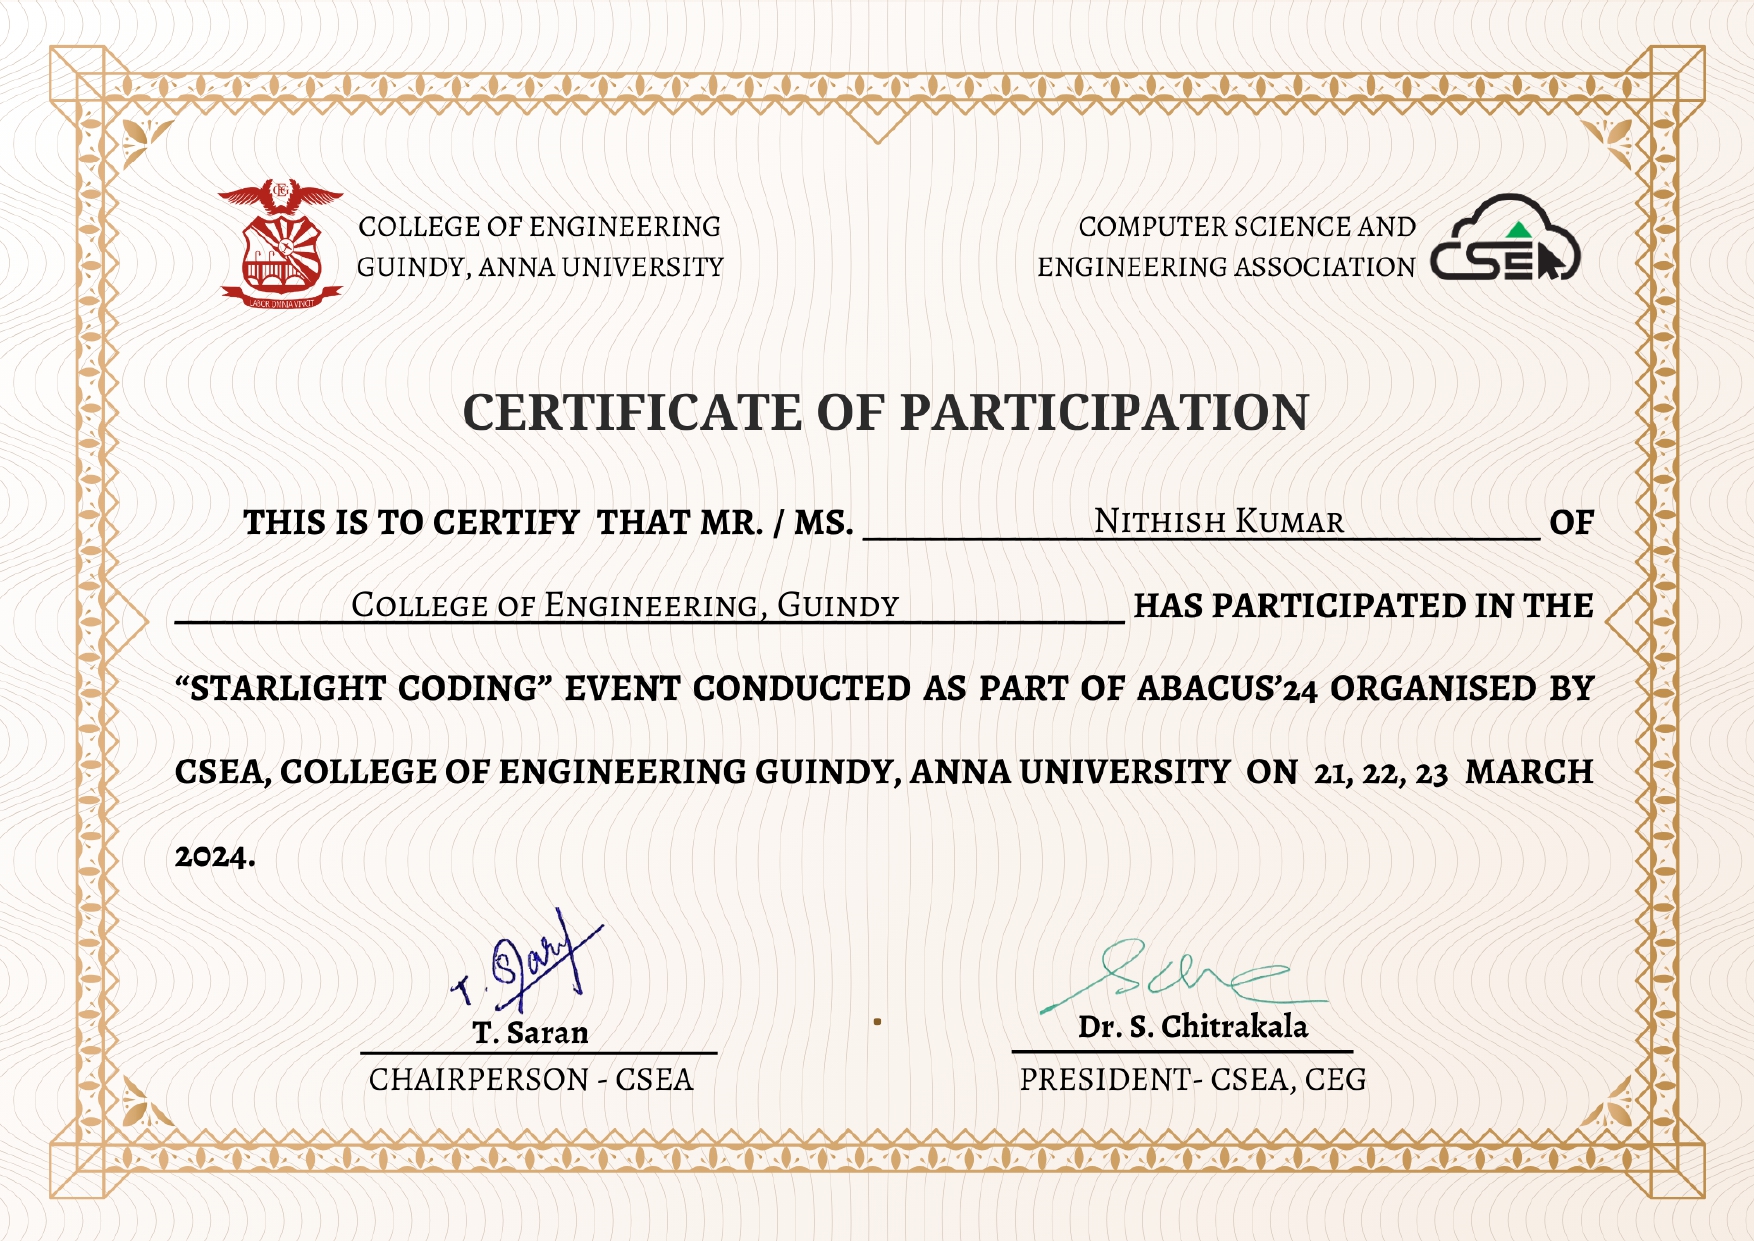 COLLEGE OF ENGINEERING
GUINDY, ANNA UNIVERSITY
COMPUTER SCIENCE AND
ENGINEERING ASSOCIATION
CEG
LABOR OMNIA VINCIT
CSEA
CERTIFICATE OF PARTICIPATION
THIS IS TO CERTIFY THAT MR. / MS. Nithish Kumar OF
College of Engineering, Guindy HAS PARTICIPATED IN THE
“STARLIGHT CODING” EVENT CONDUCTED AS PART OF ABACUS’24 ORGANISED BY
CSEA, COLLEGE OF ENGINEERING GUINDY, ANNA UNIVERSITY ON 21, 22, 23 MARCH
2024.
T. Saran
T. Saran
CHAIRPERSON - CSEA
Dr. S. Chitrakala
PRESIDENT- CSEA, CEG